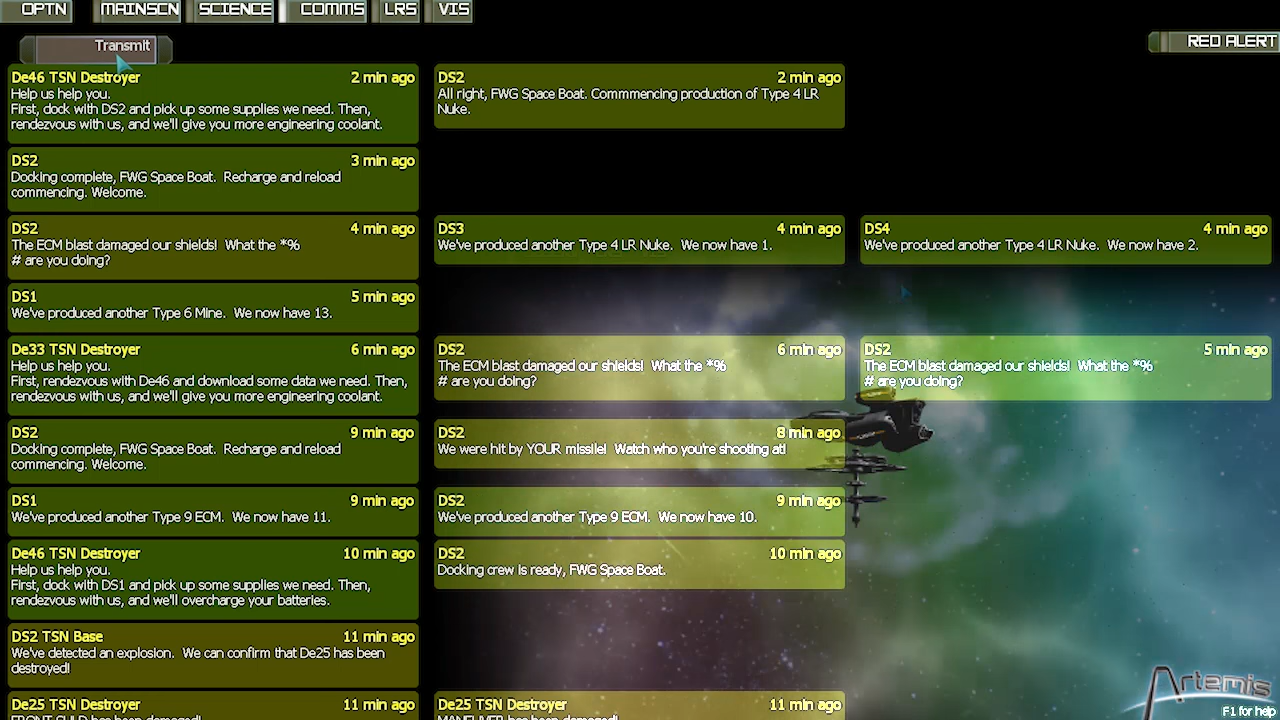 OPTN MAINSCN SCIENCE COMMS LRS VIS
Transmit
RED ALERT
De46 TSN Destroyer 2 min ago
Help us help you.
First, dock with DS2 and pick up some supplies we need. Then,
rendezvous with us, and we'll give you more engineering coolant.
DS2 2 min ago
All right, FWG Space Boat. Commmencing production of Type 4 LR
Nuke.
DS2 3 min ago
Docking complete, FWG Space Boat. Recharge and reload
commencing. Welcome.
DS2 4 min ago
The ECM blast damaged our shields! What the *%
# are you doing?
DS3 4 min ago
We've produced another Type 4 LR Nuke. We now have 1.
DS4 4 min ago
We've produced another Type 4 LR Nuke. We now have 2.
DS1 5 min ago
We've produced another Type 6 Mine. We now have 13.
De33 TSN Destroyer 6 min ago
Help us help you.
First, rendezvous with De46 and download some data we need. Then,
rendezvous with us, and we'll give you more engineering coolant.
DS2 6 min ago
The ECM blast damaged our shields! What the *%
# are you doing?
DS2 5 min ago
The ECM blast damaged our shields! What the *%
# are you doing?
DS2 9 min ago
Docking complete, FWG Space Boat. Recharge and reload
commencing. Welcome.
DS2 8 min ago
We were hit by YOUR missile! Watch who you're shooting at!
DS1 9 min ago
We've produced another Type 9 ECM. We now have 11.
DS2 9 min ago
We've produced another Type 9 ECM. We now have 10.
De46 TSN Destroyer 10 min ago
Help us help you.
First, dock with DS1 and pick up some supplies we need. Then,
rendezvous with us, and we'll overcharge your batteries.
DS2 10 min ago
Docking crew is ready, FWG Space Boat.
DS2 TSN Base 11 min ago
We've detected an explosion. We can confirm that De25 has been
destroyed!
De25 TSN Destroyer 11 min ago
FRONT SHLD has been damaged!
De25 TSN Destroyer 11 min ago
MANEUVER has been damaged!
Artemis
F1 for help